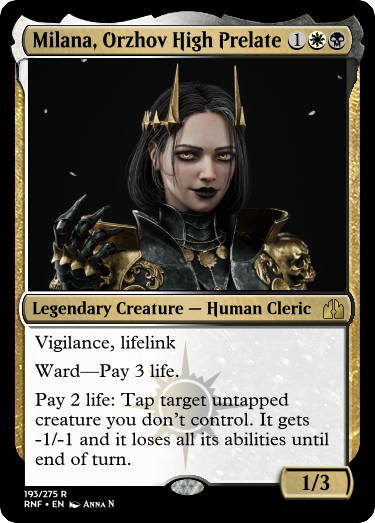 Milana, Orzhov High Prelate 1
Legendary Creature — Human Cleric
Vigilance, lifelink
Ward—Pay 3 life.
Pay 2 life: Tap target untapped
creature you don't control. It gets
-1/-1 and it loses all its abilities until
end of turn.
1/3
193/275 R
RNF • EN Anna N